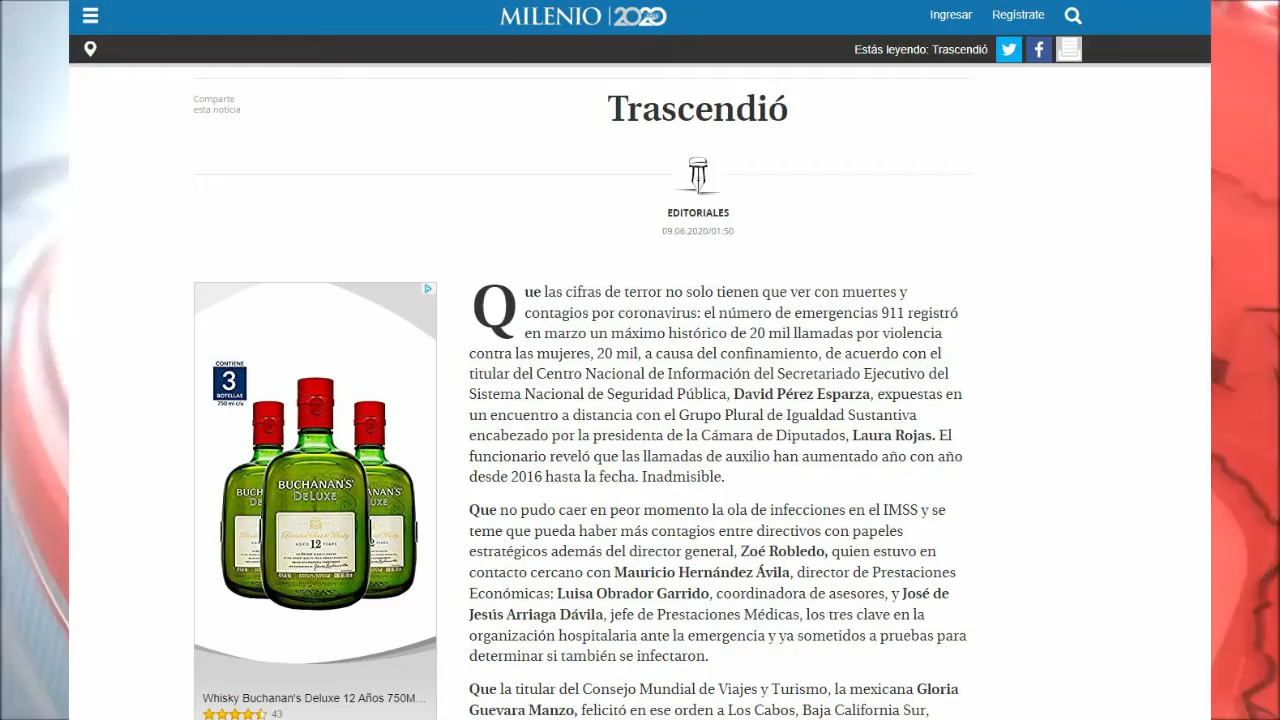 MILENIO 2020
Ingresar Regístrate
Estás leyendo: Trascendió
Comparte
esta noticia
Trascendió
EDITORIALES
09.06.2020/01:50
CONTIENE
3
BOTELLAS
750 ml c/u
BUCHANAN'S
DELUXE
AGED 12 YEARS
Whisky Buchanan's Deluxe 12 Años 750M...
43
Que las cifras de terror no solo tienen que ver con muertes y
contagios por coronavirus: el número de emergencias 911 registró
en marzo un máximo histórico de 20 mil llamadas por violencia
contra las mujeres, 20 mil, a causa del confinamiento, de acuerdo con el
titular del Centro Nacional de Información del Secretariado Ejecutivo del
Sistema Nacional de Seguridad Pública, David Pérez Esparza, expuestas en
un encuentro a distancia con el Grupo Plural de Igualdad Sustantiva
encabezado por la presidenta de la Cámara de Diputados, Laura Rojas. El
funcionario reveló que las llamadas de auxilio han aumentado año con año
desde 2016 hasta la fecha. Inadmisible.
Que no pudo caer en peor momento la ola de infecciones en el IMSS y se
teme que pueda haber más contagios entre directivos con papeles
estratégicos además del director general, Zoé Robledo, quien estuvo en
contacto cercano con Mauricio Hernández Ávila, director de Prestaciones
Económicas; Luisa Obrador Garrido, coordinadora de asesores, y José de
Jesús Arriaga Dávila, jefe de Prestaciones Médicas, los tres clave en la
organización hospitalaria ante la emergencia y ya sometidos a pruebas para
determinar si también se infectaron.
Que la titular del Consejo Mundial de Viajes y Turismo, la mexicana Gloria
Guevara Manzo, felicitó en ese orden a Los Cabos, Baja California Sur,